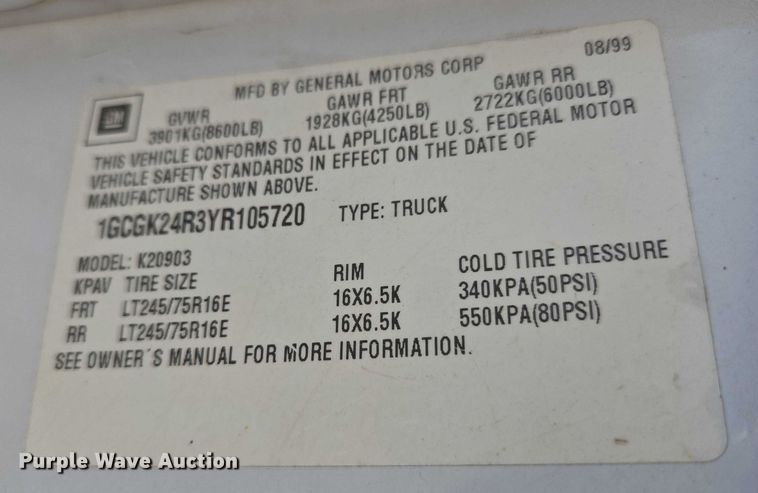 08/99
MFD BY GENERAL MOTORS CORP
GM
GVWR GAWR FRT GAWR RR
3901KG(8600LB) 1928KG(4250LB) 2722KG(6000LB)
THIS VEHICLE CONFORMS TO ALL APPLICABLE U.S. FEDERAL MOTOR
VEHICLE SAFETY STANDARDS IN EFFECT ON THE DATE OF
MANUFACTURE SHOWN ABOVE.
1GCGK24R3YR105720 TYPE: TRUCK
MODEL: K20903
KPAV TIRE SIZE RIM COLD TIRE PRESSURE
FRT LT245/75R16E 16X6.5K 340KPA(50PSI)
RR LT245/75R16E 16X6.5K 550KPA(80PSI)
SEE OWNER´S MANUAL FOR MORE INFORMATION.
Purple Wave Auction